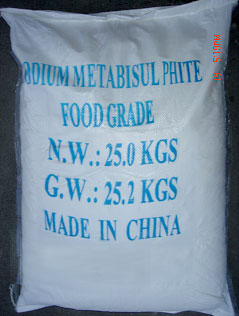 ODIUM METABISUL PHITE
FOOD GRADE
N.W.: 25.0 KGS
G.W.: 25.2 KGS
MADE IN CHINA